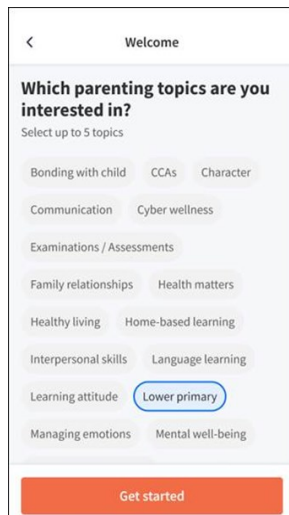 Welcome
Which parenting topics are you
interested in?
Select up to 5 topics
Bonding with child CCAs Character
Communication Cyber wellness
Examinations / Assessments
Family relationships Health matters
Healthy living Home-based learning
Interpersonal skills Language learning
Learning attitude Lower primary
Managing emotions Mental well-being
Get started